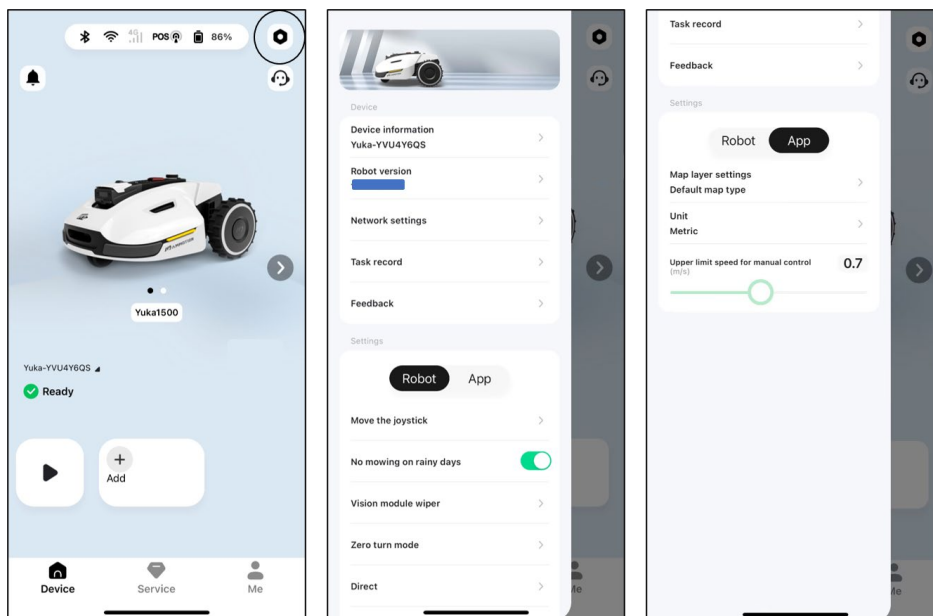 4G
POS
86%
Yuka1500
Yuka-YVU4Y6QS
Ready
Add
Device
Service
Me
Device
Device information
Yuka-YVU4Y6QS
Robot version
Network settings
Task record
Feedback
Settings
Robot
App
Move the joystick
No mowing on rainy days
Vision module wiper
Zero turn mode
Direct
Me
Task record
Feedback
Settings
Robot
App
Map layer settings
Default map type
Unit
Metric
Upper limit speed for manual control
0.7
(m/s)
Me